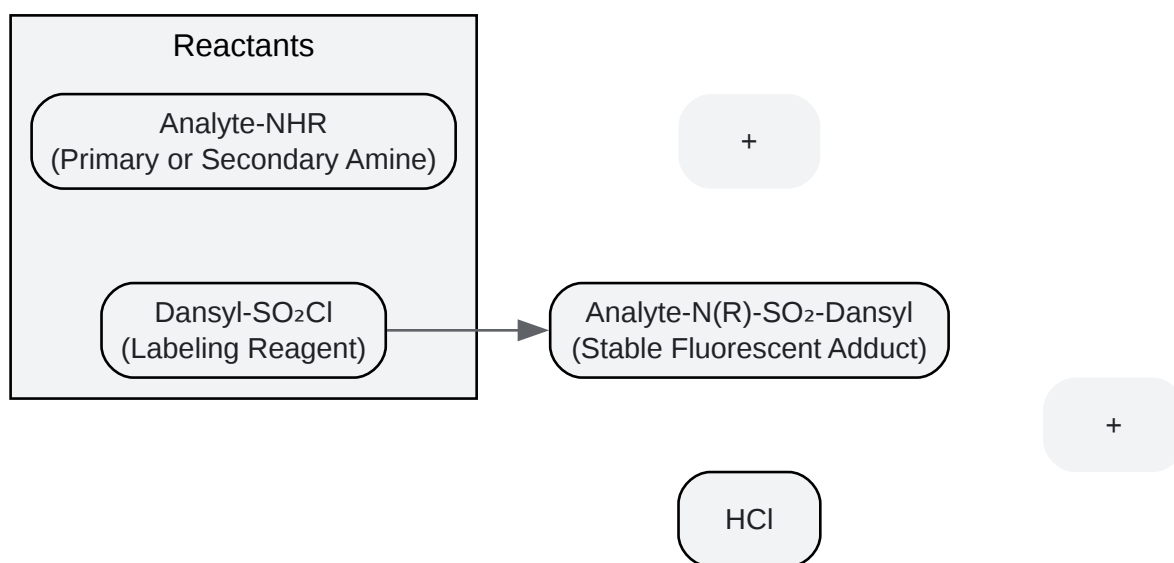 Reactants
Analyte-NHR
(Primary or Secondary Amine)
+
Dansyl-SO₂Cl
(Labeling Reagent)
Analyte-N(R)-SO₂-Dansyl
(Stable Fluorescent Adduct)
+
HCl